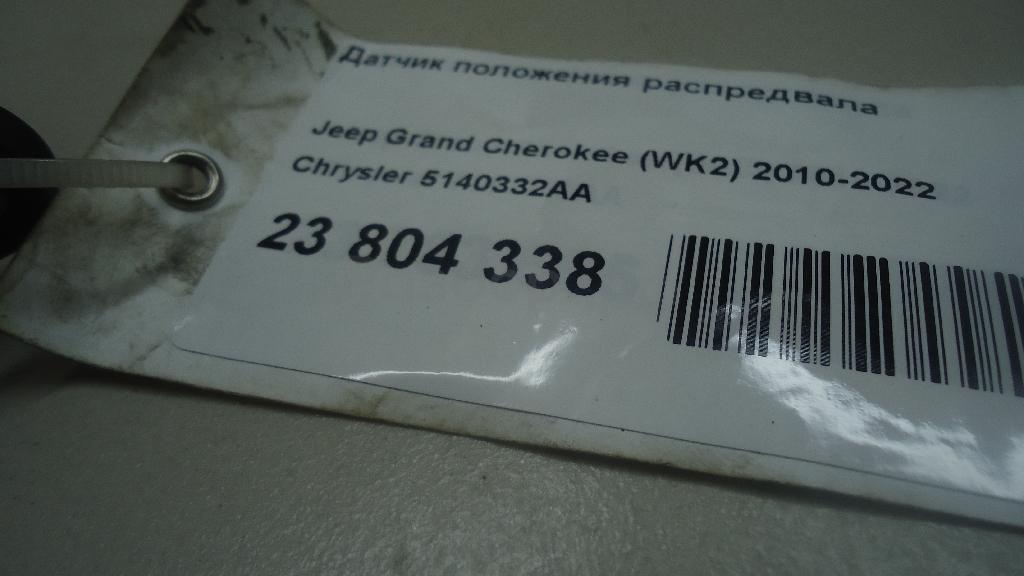 Датчик положения распредвала
Jeep Grand Cherokee (WK2) 2010-2022
Chrysler 5140332AA
23 804 338